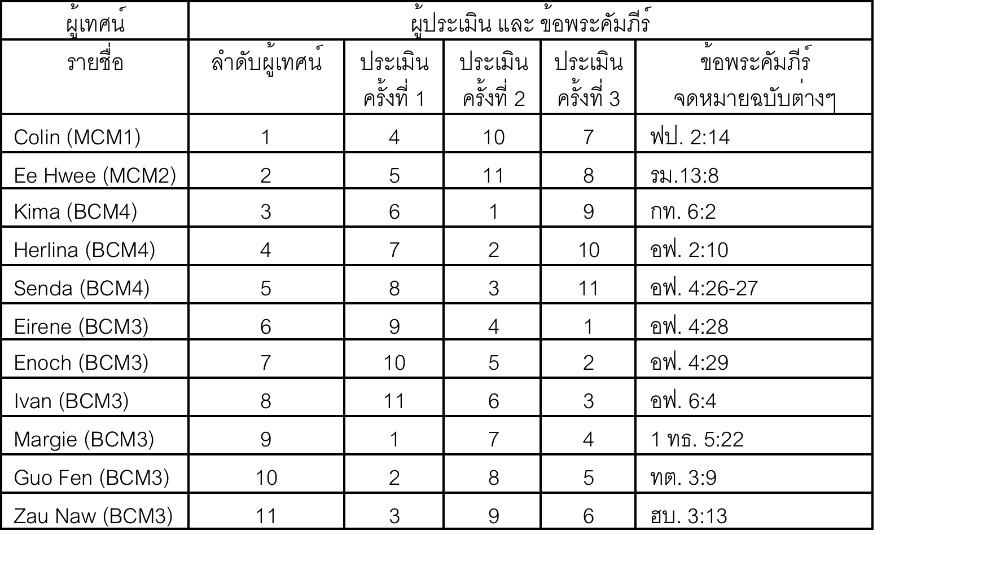 ผู้เทศน์ ผู้ประเมิน และ ข้อพระคัมภีร์
รายชื่อ ลำดับผู้เทศน์ ประเมิน ประเมิน ประเมิน ข้อพระคัมภีร์
ครั้งที่ 1 ครั้งที่ 2 ครั้งที่ 3 จดหมายฉบับต่างๆ
Colin (MCM1) 1 4 10 7 ฟป. 2:14
Ee Hwee (MCM2) 2 5 11 8 รม.13:8
Kima (BCM4) 3 6 1 9 กท. 6:2
Herlina (BCM4) 4 7 2 10 อฟ. 2:10
Senda (BCM4) 5 8 3 11 อฟ. 4:26-27
Eirene (BCM3) 6 9 4 1 อฟ. 4:28
Enoch (BCM3) 7 10 5 2 อฟ. 4:29
Ivan (BCM3) 8 11 6 3 อฟ. 6:4
Margie (BCM3) 9 1 7 4 1 ทธ. 5:22
Guo Fen (BCM3) 10 2 8 5 ทต. 3:9
Zau Naw (BCM3) 11 3 9 6 ฮบ. 3:13